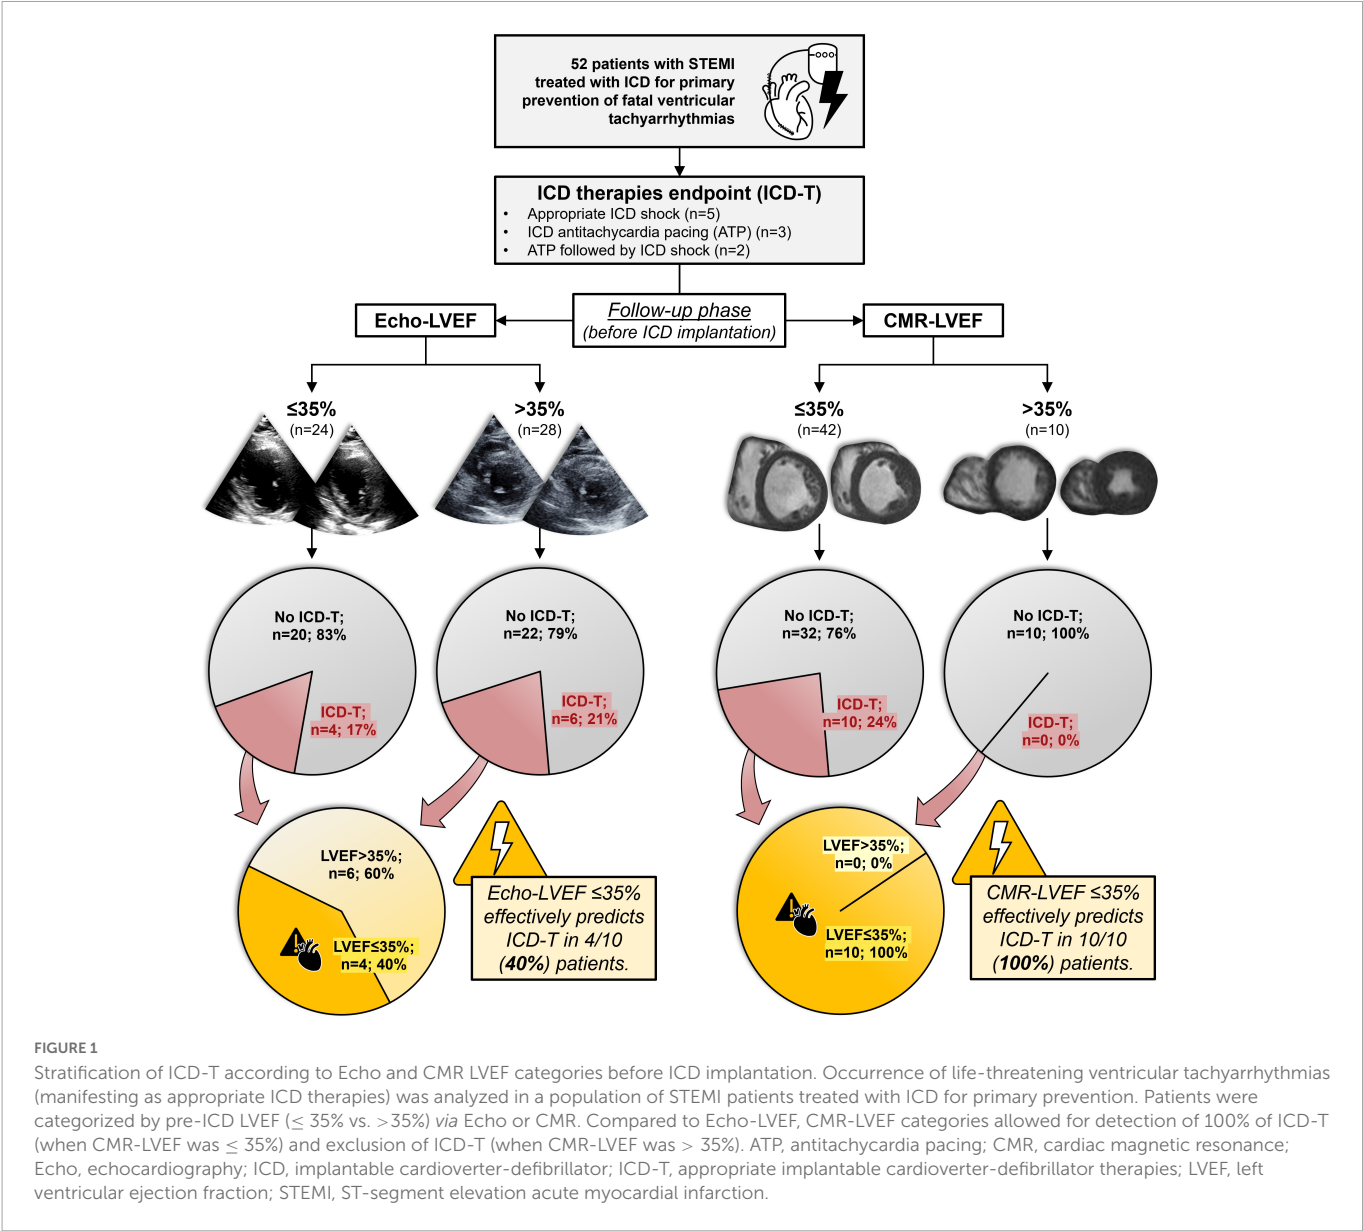 52 patients with STEMI
treated with ICD for primary
prevention of fatal ventricular
tachyarrhythmias
ICD therapies endpoint (ICD-T)
• Appropriate ICD shock (n=5)
• ICD antitachycardia pacing (ATP) (n=3)
• ATP followed by ICD shock (n=2)
Echo-LVEF
Follow-up phase
(before ICD implantation)
CMR-LVEF
≤35%
(n=24)
>35%
(n=28)
≤35%
(n=42)
>35%
(n=10)
No ICD-T;
n=20; 83%
ICD-T;
n=4; 17%
No ICD-T;
n=22; 79%
ICD-T;
n=6; 21%
No ICD-T;
n=32; 76%
ICD-T;
n=10; 24%
No ICD-T;
n=10; 100%
ICD-T;
n=0; 0%
LVEF>35%;
n=6; 60%
LVEF≤35%;
n=4; 40%
Echo-LVEF ≤35%
effectively predicts
ICD-T in 4/10
(40%) patients.
LVEF>35%;
n=0; 0%
LVEF≤35%;
n=10; 100%
CMR-LVEF ≤35%
effectively predicts
ICD-T in 10/10
(100%) patients.
FIGURE 1
Stratification of ICD-T according to Echo and CMR LVEF categories before ICD implantation. Occurrence of life-threatening ventricular tachyarrhythmias
(manifesting as appropriate ICD therapies) was analyzed in a population of STEMI patients treated with ICD for primary prevention. Patients were
categorized by pre-ICD LVEF (≤ 35% vs. >35%) via Echo or CMR. Compared to Echo-LVEF, CMR-LVEF categories allowed for detection of 100% of ICD-T
(when CMR-LVEF was ≤ 35%) and exclusion of ICD-T (when CMR-LVEF was > 35%). ATP, antitachycardia pacing; CMR, cardiac magnetic resonance;
Echo, echocardiography; ICD, implantable cardioverter-defibrillator; ICD-T, appropriate implantable cardioverter-defibrillator therapies; LVEF, left
ventricular ejection fraction; STEMI, ST-segment elevation acute myocardial infarction.